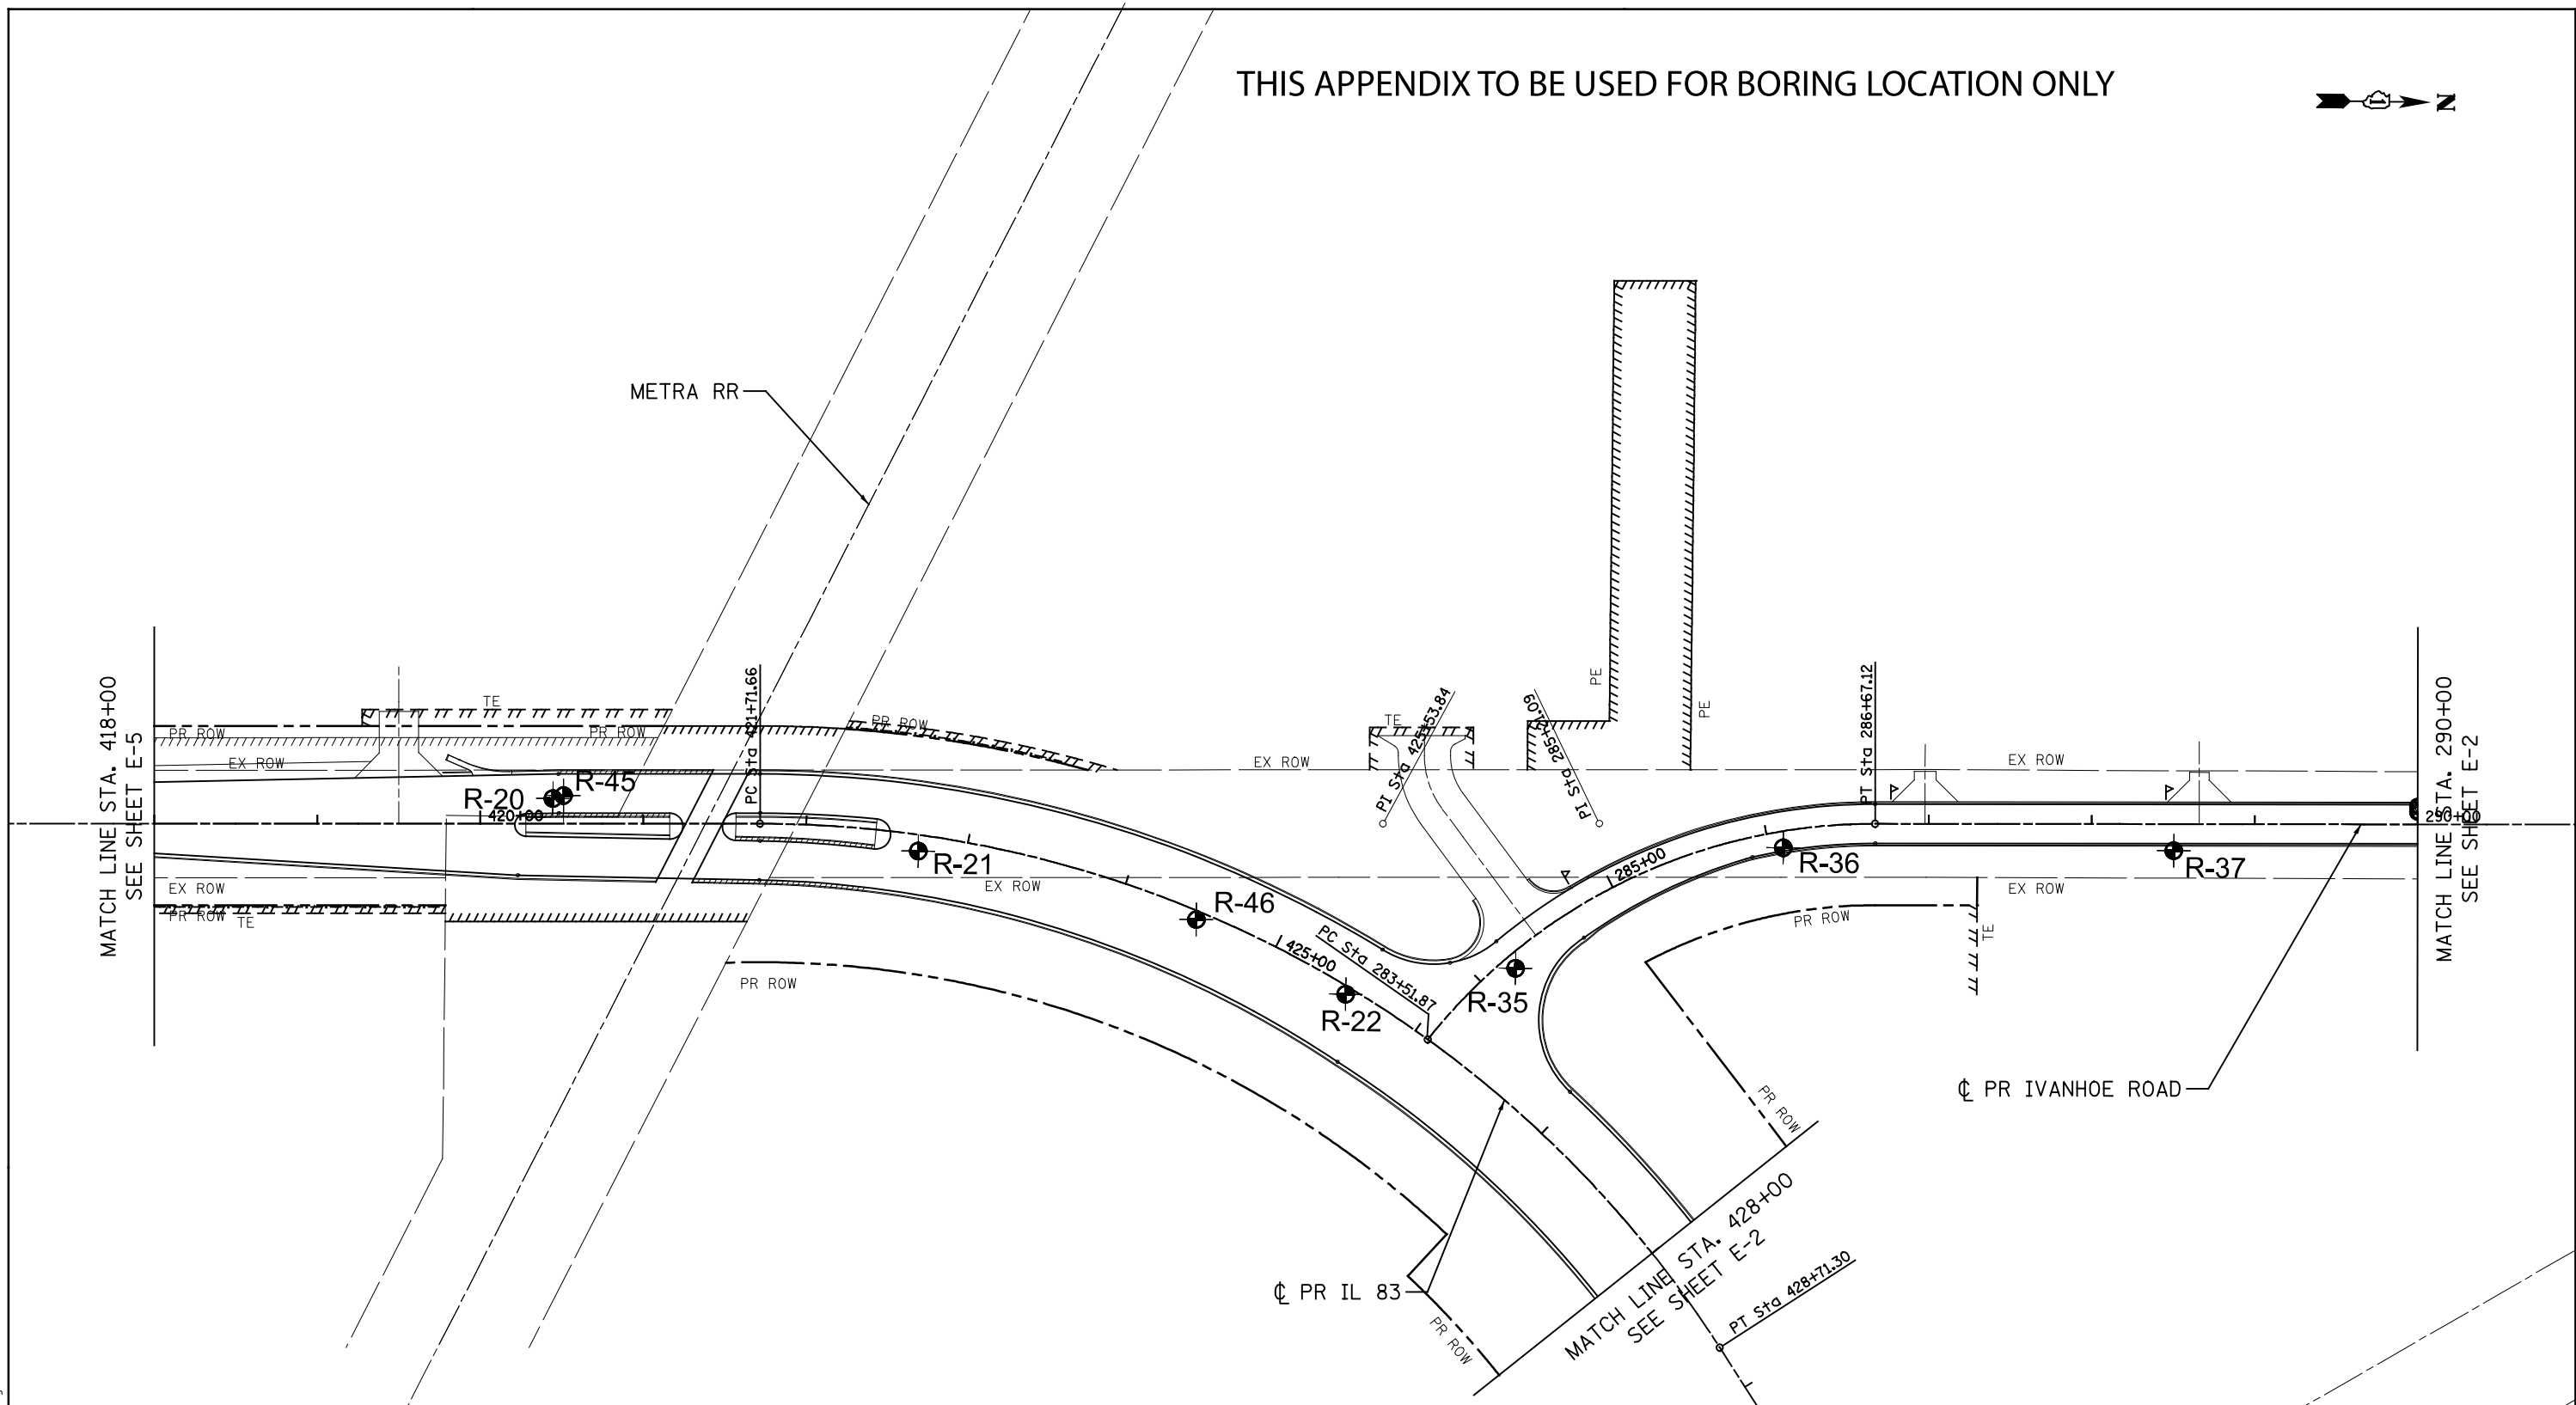 THIS APPENDIX TO BE USED FOR BORING LOCATION ONLY
N
METRA RR
MATCH LINE STA. 418+00
SEE SHEET E-5
PR ROW
EX ROW
TE
PR ROW
R-20
R-45
420+00
PC Sta 421+71.66
PR ROW
EX ROW
PR ROW
TE
R-21
EX ROW
PR ROW
R-46
EX ROW
TE
PI Sta 425+53.84
425+00
PC Sta 283+51.87
R-22
R-35
PE
PE
285+00
PT Sta 286+67.12
R-36
EX ROW
R-37
EX ROW
PR ROW
TE
290+00
MATCH LINE STA. 290+00
SEE SHEET E-2
℄ PR IVANHOE ROAD
PR ROW
℄ PR IL 83
PR ROW
MATCH LINE STA. 428+00
SEE SHEET E-2
PT Sta 428+71.30